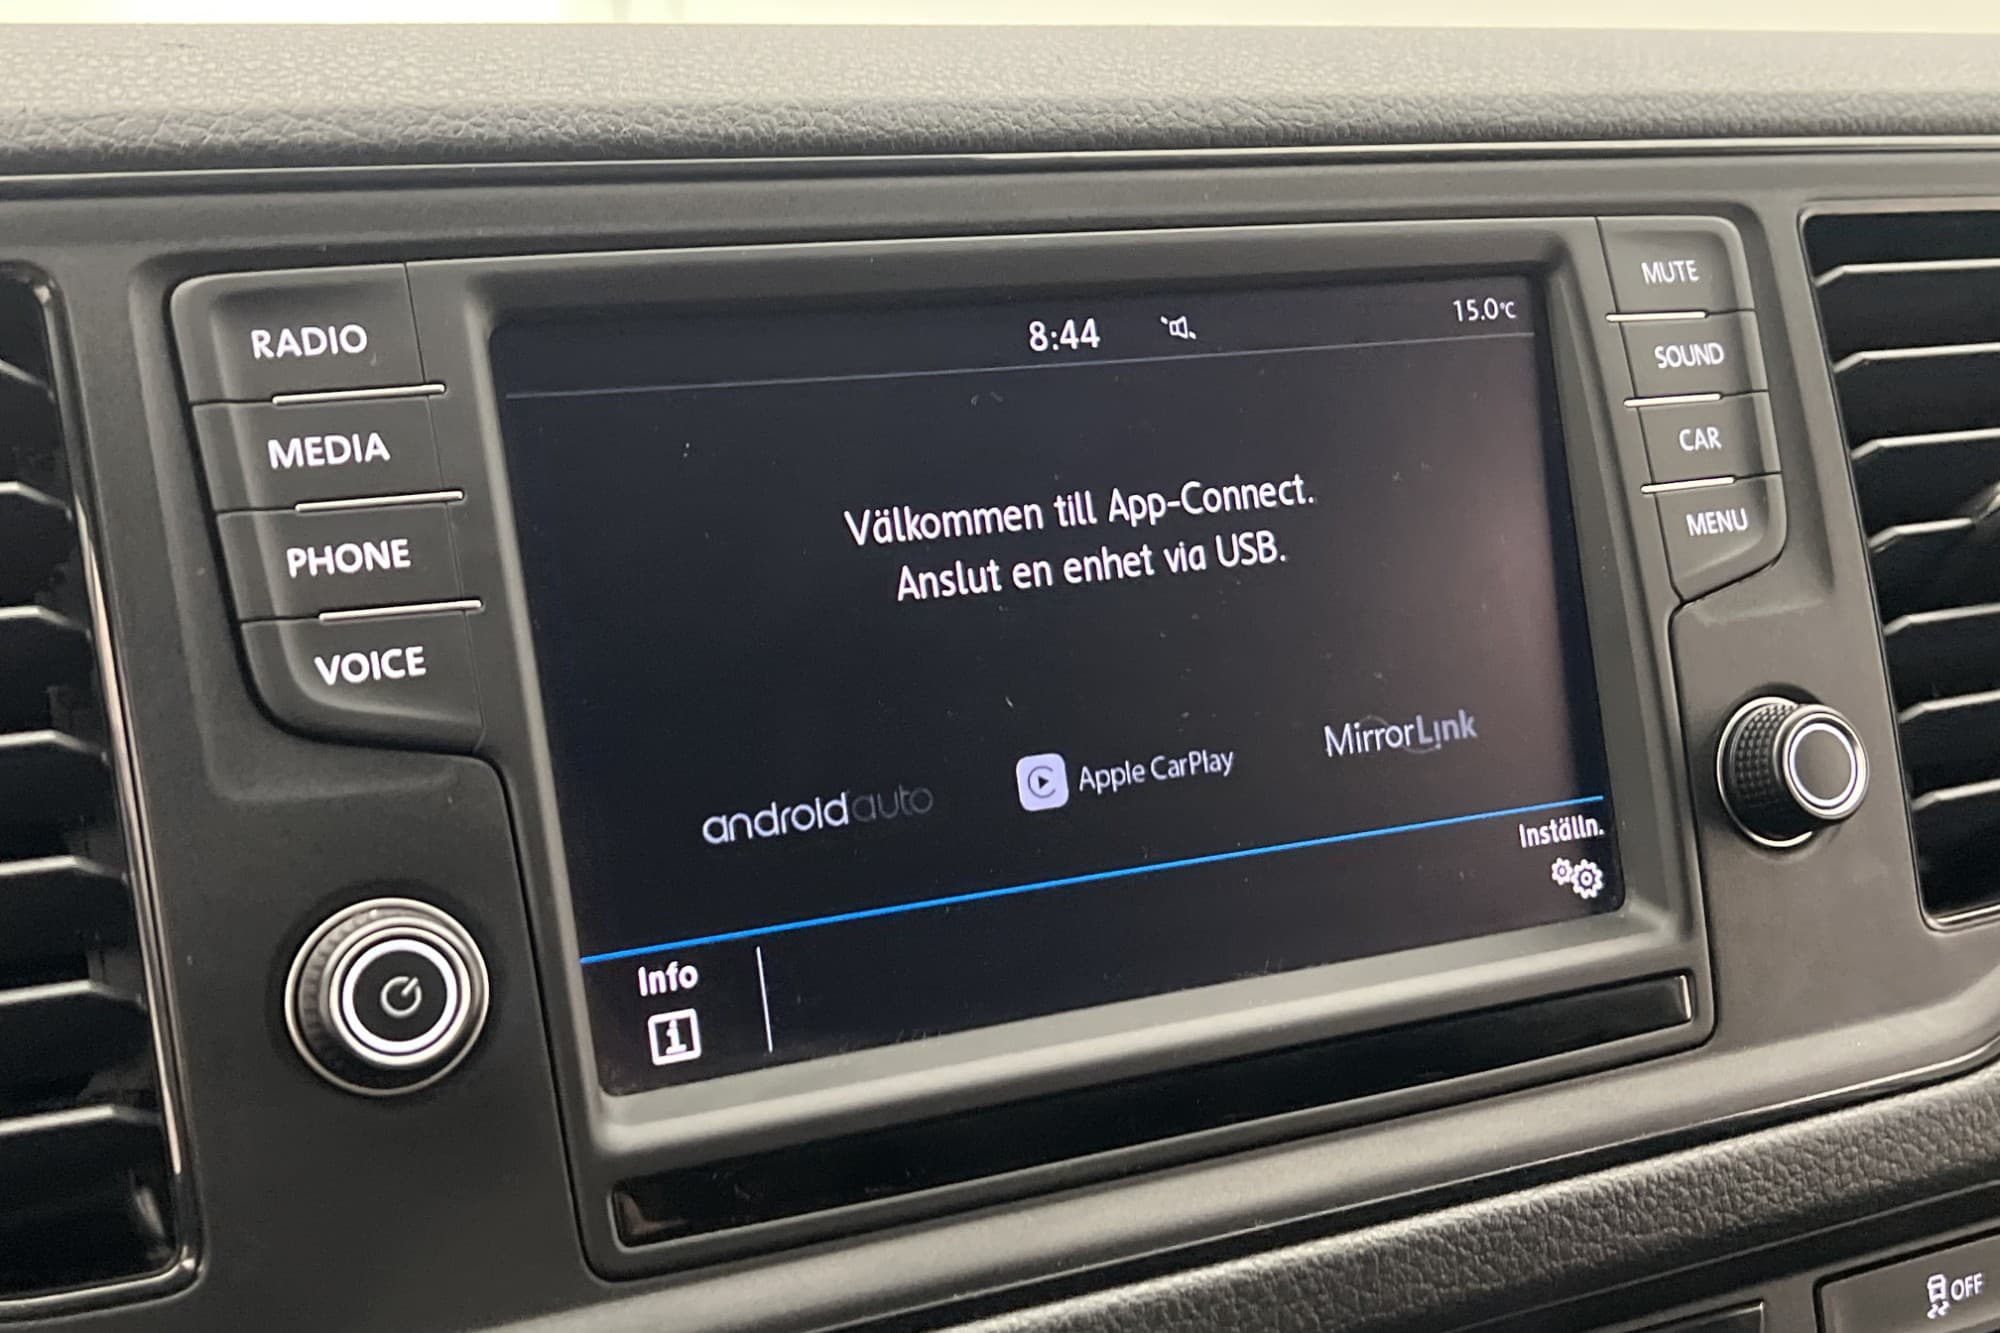 RADIO
MEDIA
PHONE
VOICE
8:44
15.0°C
Välkommen till App-Connect.
Anslut en enhet via USB.
androidauto
Apple CarPlay
MirrorLink
Inställn.
Info
i
MUTE
SOUND
CAR
MENU
OFF